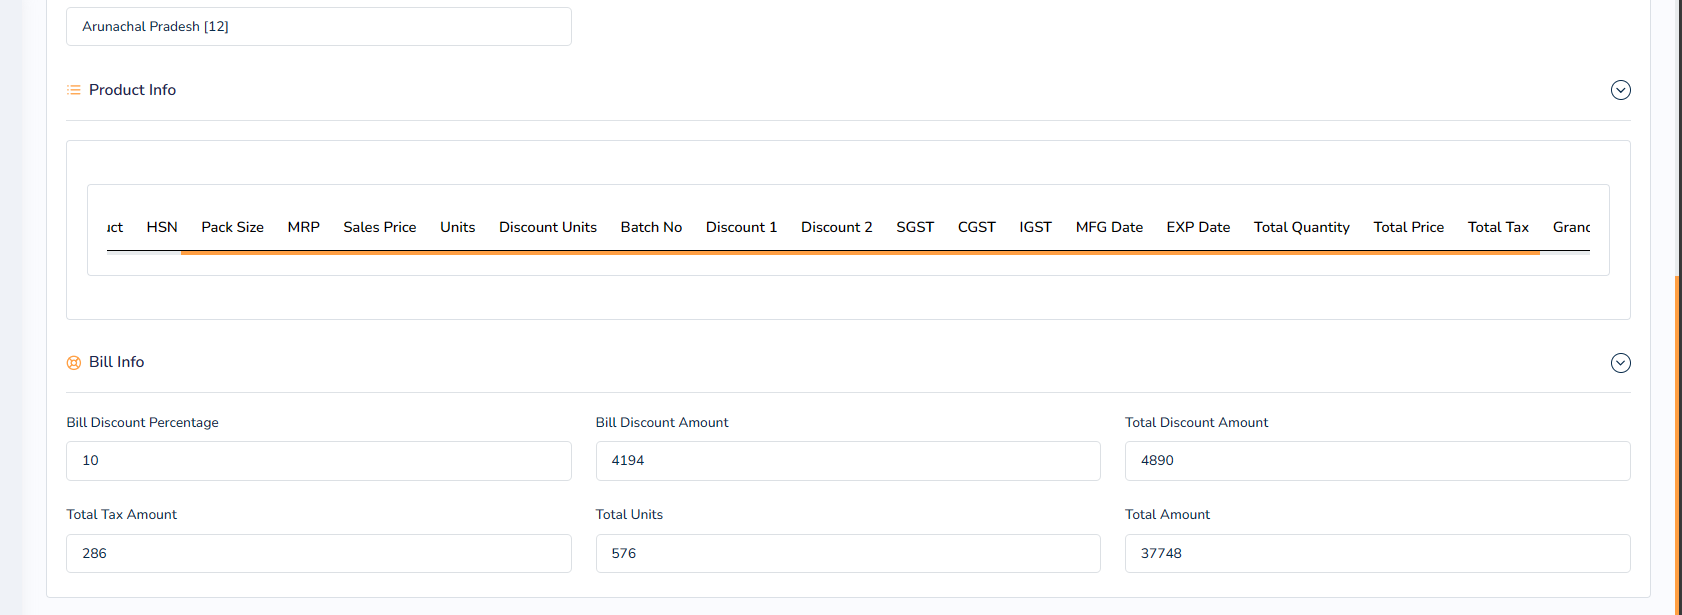 Arunachal Pradesh [12]
Product Info
HSN Pack Size MRP Sales Price Units Discount Units Batch No Discount 1 Discount 2 SGST CGST IGST MFG Date EXP Date Total Quantity Total Price Total Tax
Bill Info
Bill Discount Percentage Bill Discount Amount Total Discount Amount
10 4194 4890
Total Tax Amount Total Units Total Amount
286 576 37748